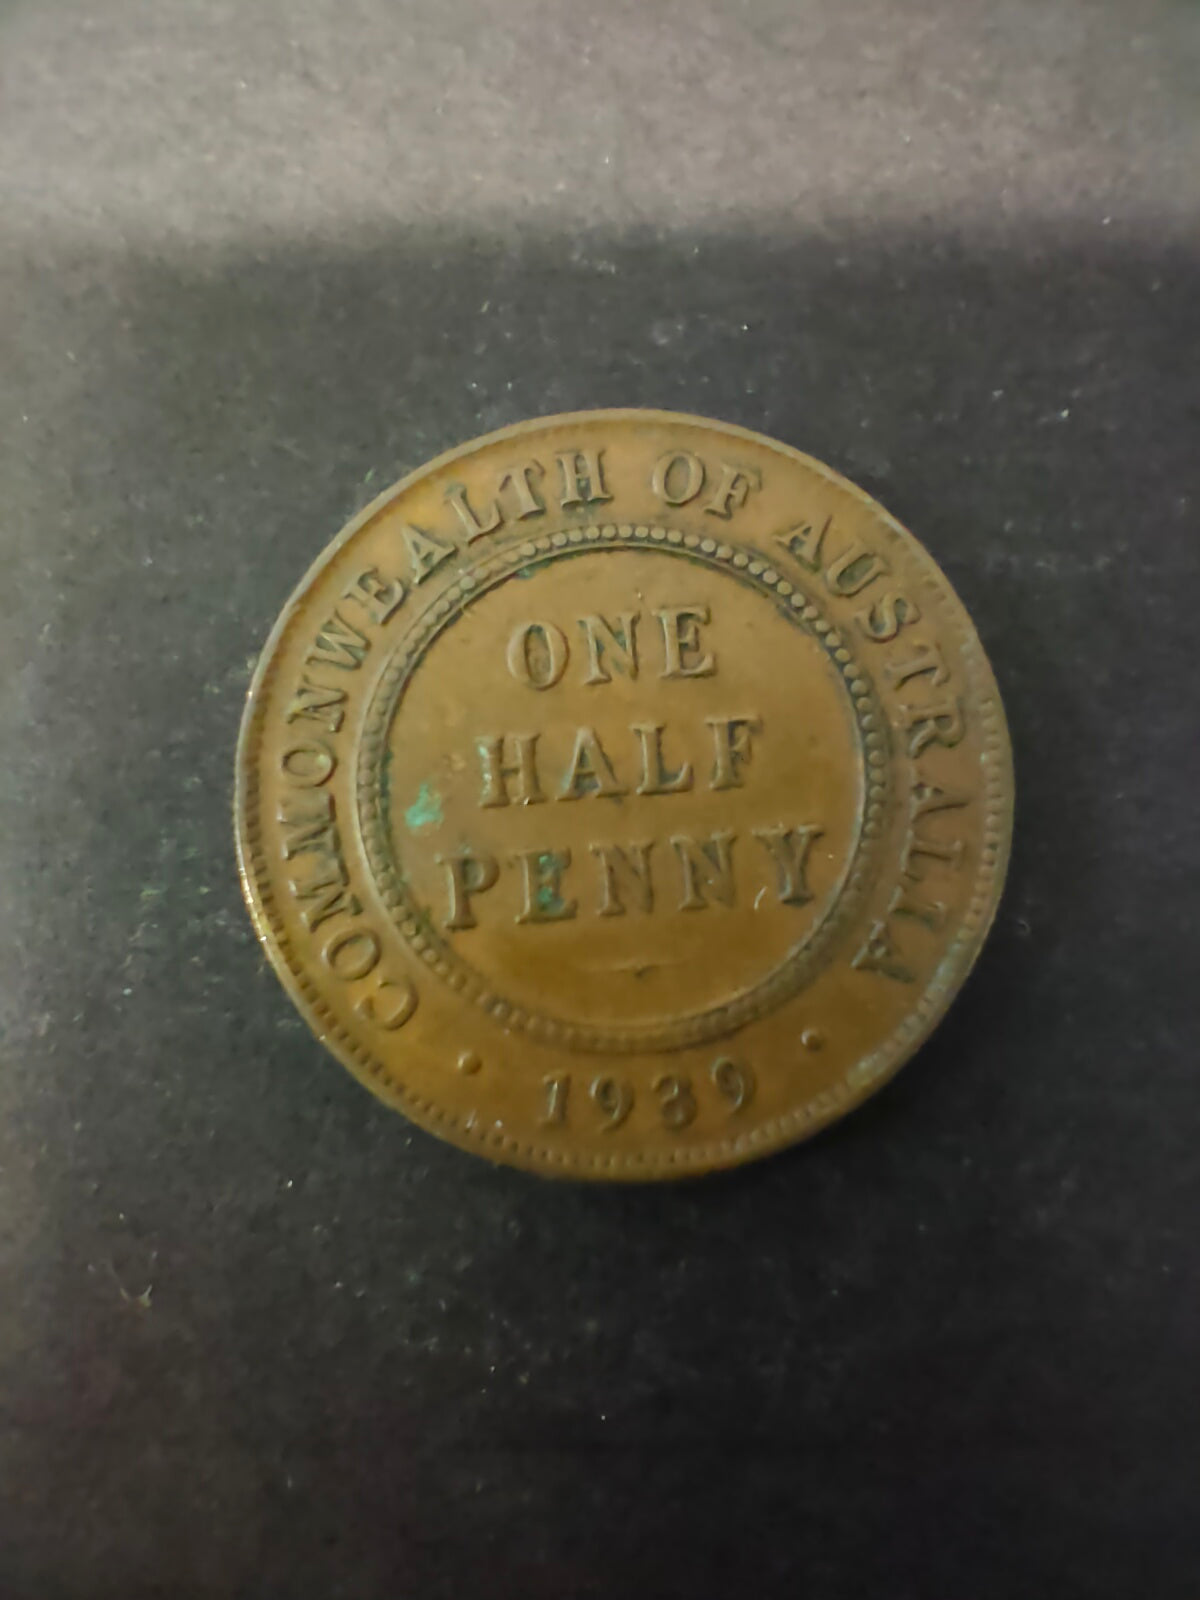 COMMONWEALTH OF AUSTRALIA
ONE
HALF
PENNY
· 1939 ·